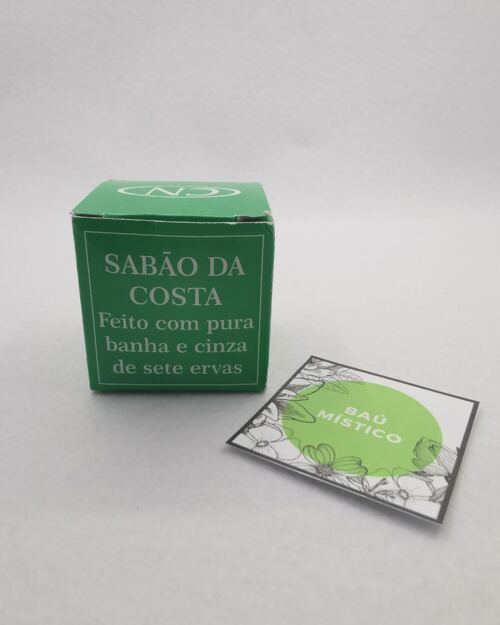 CN
SABÃO DA
COSTA
Feito com pura
banha e cinza
de sete ervas
BAÚ
MÍSTICO